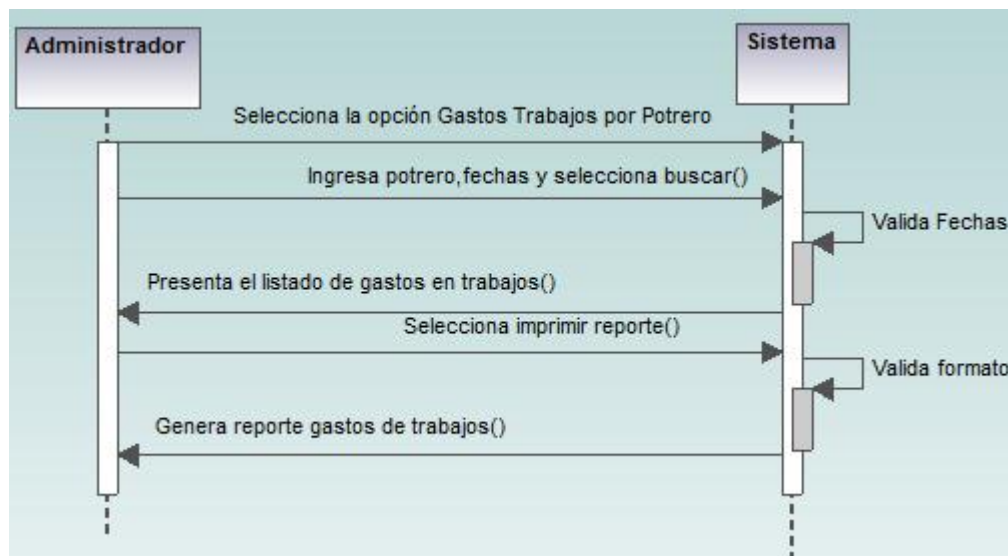 Administrador
Sistema
Selecciona la opción Gastos Trabajos por Potrero
Ingresa potrero,fechas y selecciona buscar()
Valida Fechas
Presenta el listado de gastos en trabajos()
Selecciona imprimir reporte()
Valida formato
Genera reporte gastos de trabajos()